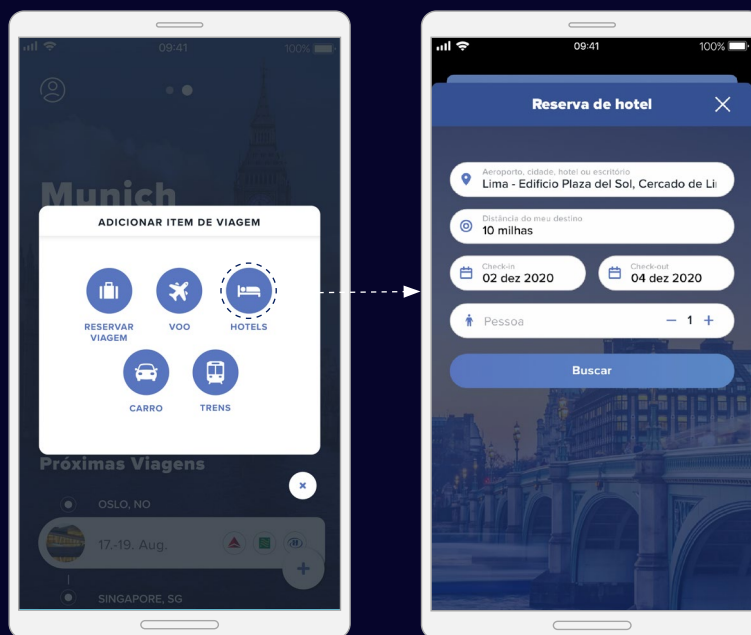 09:41
100%
Munich
ADICIONAR ITEM DE VIAGEM
RESERVAR
VIAGEM
VOO
HOTELS
CARRO
TRENS
Próximas Viagens
OSLO, NO
17.-19. Aug.
SINGAPORE, SG
09:41
100%
Reserva de hotel
Aeroporto, cidade, hotel ou escritório
Lima - Edificio Plaza del Sol, Cercado de Li
Distância do meu destino
10 milhas
Check-in
02 dez 2020
Check-out
04 dez 2020
Pessoa
− 1 +
Buscar